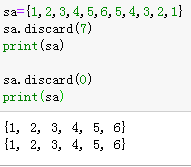 sa={1,2,3,4,5,6,5,4,3,2,1}
sa.discard(7)
print(sa)
sa.discard(0)
print(sa)
{1, 2, 3, 4, 5, 6}
{1, 2, 3, 4, 5, 6}